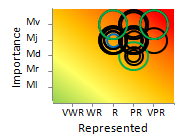 Importance
Mv
Mj
Md
Mr
Ml
VWR WR R PR VPR
Represented